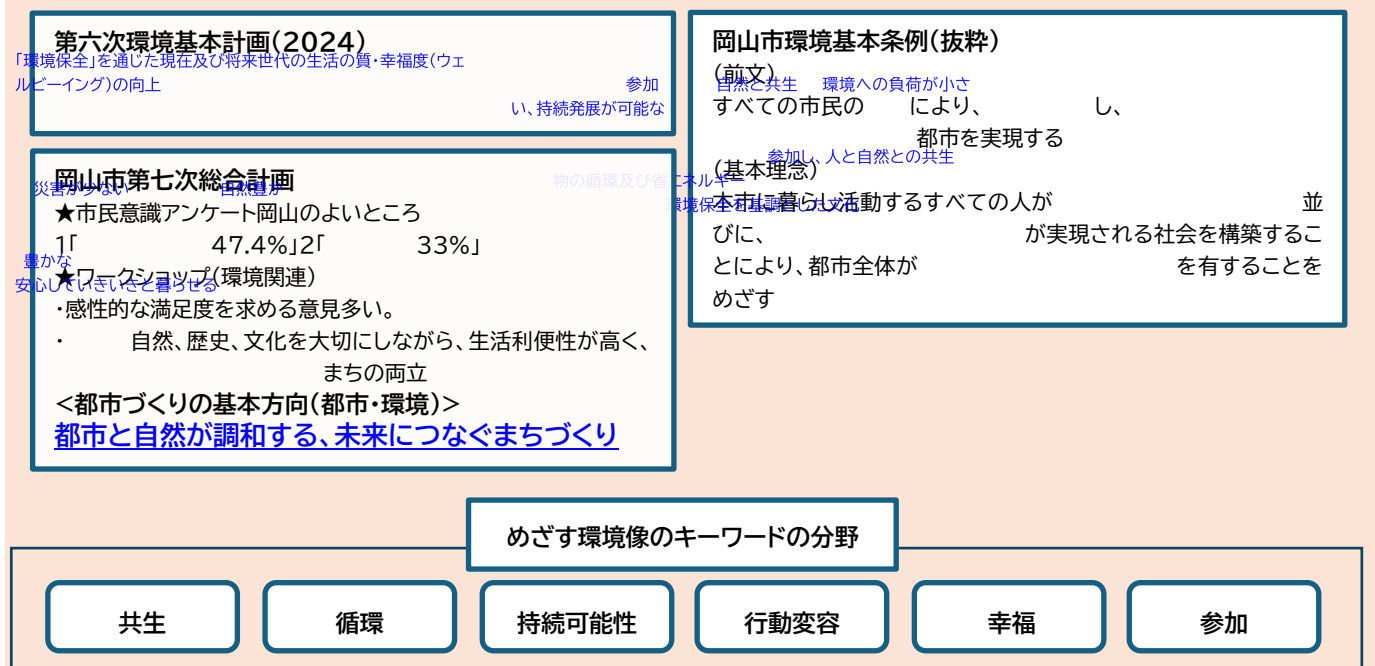 第六次環境基本計画(2024)
「環境保全」を通じた現在及び将来世代の生活の質・幸福度(ウェ
ルビーイング)の向上
参加
い、持続発展が可能な
岡山市第七次総合計画
災害が少ない 自然豊か
★市民意識アンケート岡山のよいところ
1「 47.4%」2「 33%」
豊かな
★ワークショップ(環境関連)
安心していきいきと暮らせる
・感性的な満足度を求める意見多い。
・ 自然、歴史、文化を大切にしながら、生活利便性が高く、
まちの両立
<都市づくりの基本方向(都市・環境)>
都市と自然が調和する、未来につなぐまちづくり
岡山市環境基本条例(抜粋)
(前文)
自然と共生 環境への負荷が小さ
すべての市民の により、 し、
都市を実現する
参加し、人と自然との共生
(基本理念)
物の循環及び省エネルギー
環境保全を基調とした文化
本市に暮らし活動するすべての人が 並
びに、 が実現される社会を構築するこ
とにより、都市全体が を有することを
めざす
めざす環境像のキーワードの分野
共生 循環 持続可能性 行動変容 幸福 参加